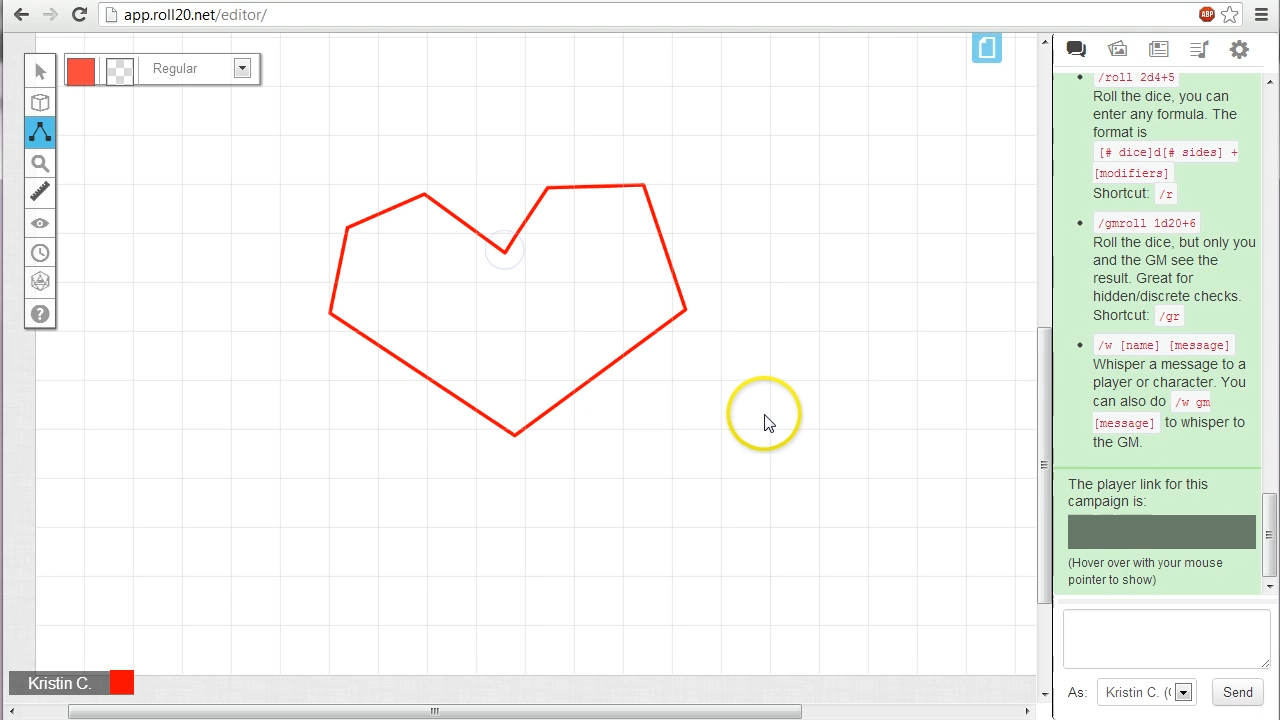 app.roll20.net/editor/
ABP
Regular
/roll 2d4+5
Roll the dice, you can
enter any formula. The
format is
[# dice]d[# sides] +
[modifiers]
Shortcut: /r
/gmroll 1d20+6
Roll the dice, but only you
and the GM see the
result. Great for
hidden/discrete checks.
Shortcut: /gr
/w [name] [message]
Whisper a message to a
player or character. You
can also do /w gm
[message] to whisper to
the GM.
The player link for this
campaign is:
(Hover over with your mouse
pointer to show)
Kristin C.
As: Kristin C. (( Send